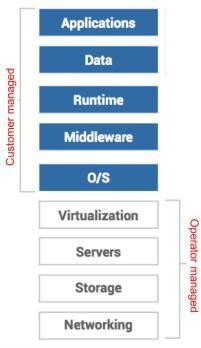 Applications
Data
Runtime
Middleware
O/S
Virtualization
Servers
Storage
Networking
Customer managed
Operator managed